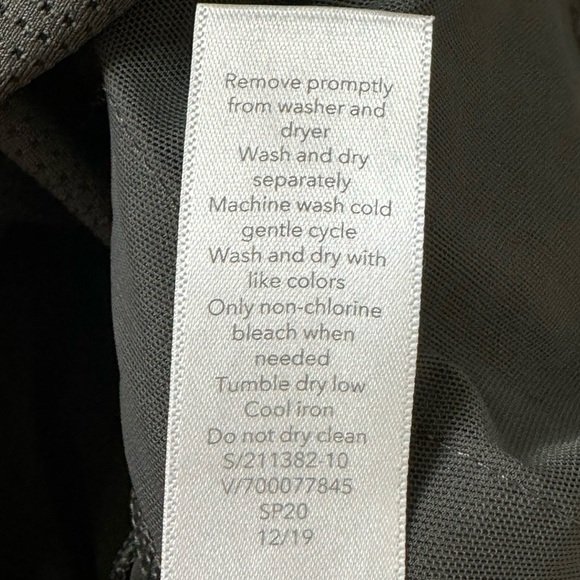 Remove promptly
from washer and
dryer
Wash and dry
separately
Machine wash cold
gentle cycle
Wash and dry with
like colors
Only non-chlorine
bleach when
needed
Tumble dry low
Cool iron
Do not dry clean
S/211382-10
V/700077845
SP20
12/19